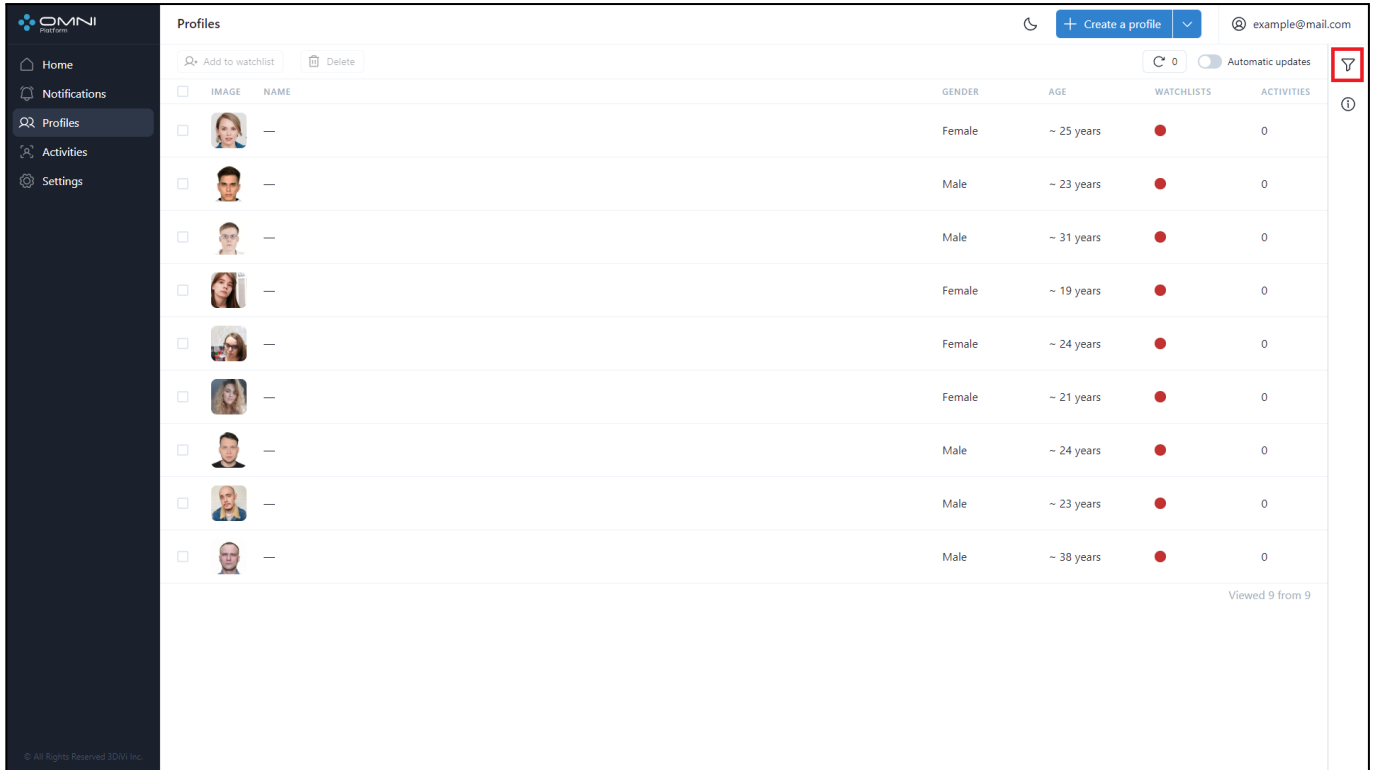 OMNI
Platform
Profiles
+ Create a profile
example@mail.com
Home
Notifications
Profiles
Activities
Settings
Add to watchlist
Delete
0
Automatic updates
IMAGE NAME GENDER AGE WATCHLISTS ACTIVITIES
— Female ~ 25 years 0
— Male ~ 23 years 0
— Male ~ 31 years 0
— Female ~ 19 years 0
— Female ~ 24 years 0
— Female ~ 21 years 0
— Male ~ 24 years 0
— Male ~ 23 years 0
— Male ~ 38 years 0
Viewed 9 from 9
© All Rights Reserved 3DiVi Inc.